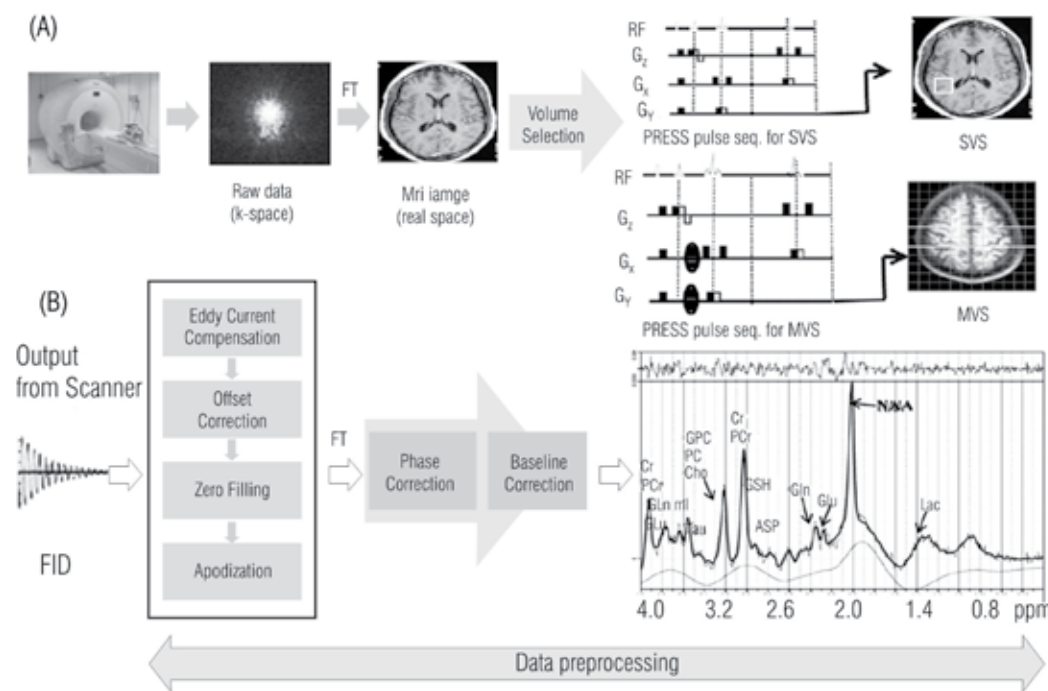 (A)
FT
Raw data
(k-space)
Mri iamge
(real space)
Volume
Selection
RF
Gz
Gx
GY
PRESS pulse seq. for SVS
SVS
RF
Gz
Gx
GY
PRESS pulse seq. for MVS
MVS
(B)
Output
from Scanner
FID
Eddy Current
Compensation
Offset
Correction
Zero Filling
Apodization
FT
Phase
Correction
Baseline
Correction
Cr
PCr
GLn mI
GLu
GPC
PC
Cho
Cr
PCr
GSH
ASP
Gln
Glu
Lac
4.0 3.2 2.6 2.0 1.4 0.8 ppm
Data preprocessing